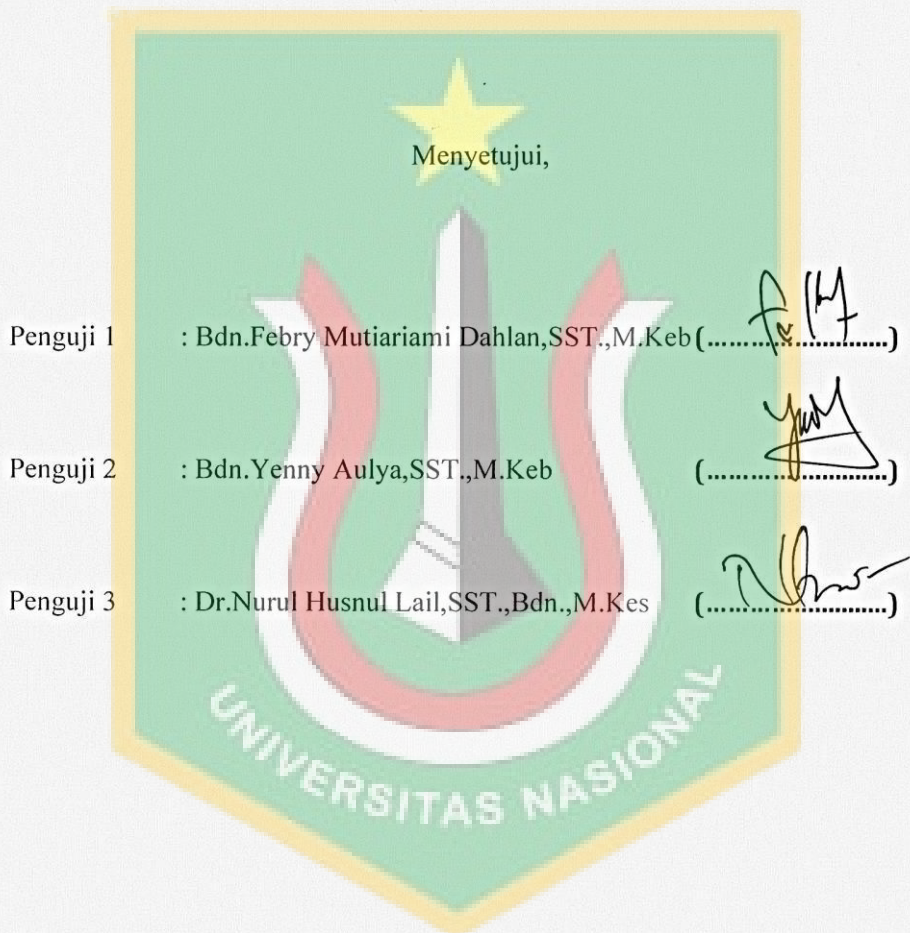 Menyetujui,
Penguji 1 : Bdn.Febry Mutiariami Dahlan,SST.,M.Keb(..............................)
Penguji 2 : Bdn.Yenny Aulya,SST.,M.Keb (..............................)
Penguji 3 : Dr.Nurul Husnul Lail,SST.,Bdn.,M.Kes (..............................)
UNIVERSITAS NASIONAL